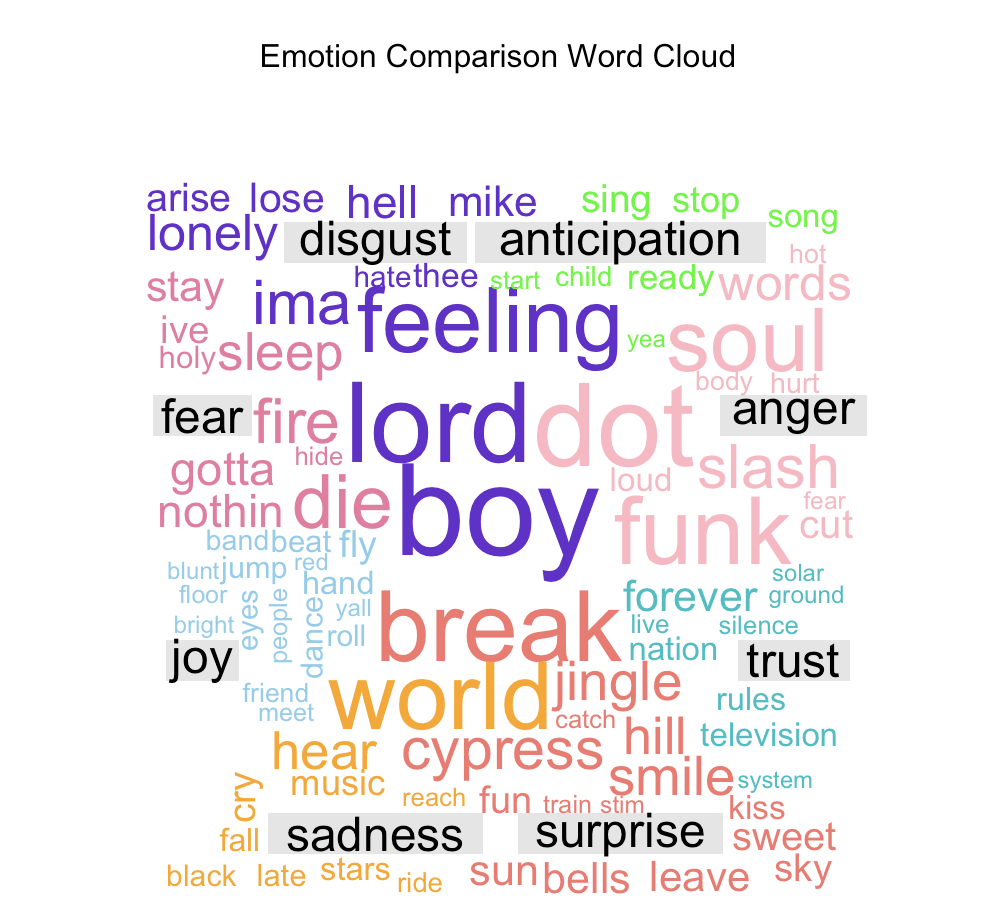 Emotion Comparison Word Cloud
arise lose hell mike sing stop song
lonely disgust anticipation hot
stay hate thee start child ready words
ima feeling yea soul
ive
holy sleep body hurt
fear fire lord dot anger
gotta hide loud slash
nothin die boy funk fear cut
band beat fly
blunt jump red solar
floor hand forever ground
eyes people dance yall
bright roll break live silence
joy nation trust
friend world jingle rules
meet catch hill television
hear cypress smile system
music
cry reach fun train stim kiss
fall sadness surprise sweet
black late stars ride sun bells leave sky